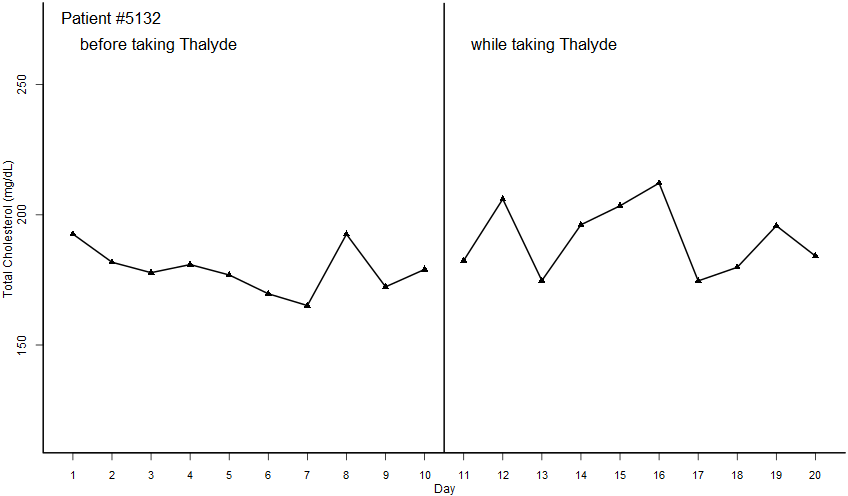 Patient #5132
before taking Thalyde
while taking Thalyde
Total Cholesterol (mg/dL)
250
200
150
1 2 3 4 5 6 7 8 9 10 11 12 13 14 15 16 17 18 19 20
Day